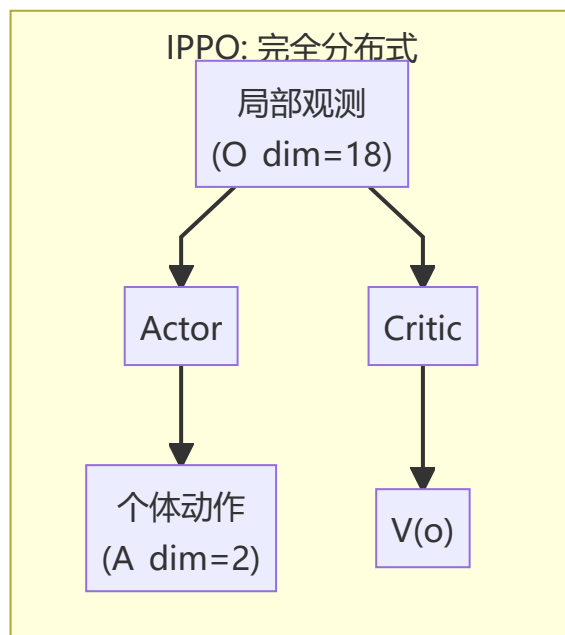 IPPO: 完全分布式
局部观测
(O dim=18)
Actor
Critic
个体动作
(A dim=2)
V(o)